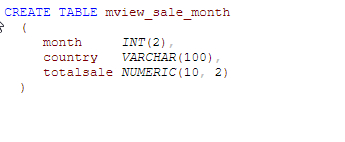 CREATE TABLE mview_sale_month
(
month INT(2),
country VARCHAR(100),
totalsale NUMERIC(10, 2)
)